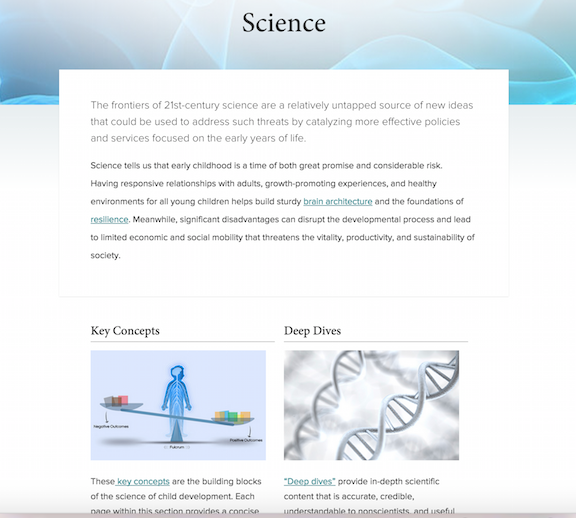 Science
The frontiers of 21st-century science are a relatively untapped source of new ideas
that could be used to address such threats by catalyzing more effective policies
and services focused on the early years of life.
Science tells us that early childhood is a time of both great promise and considerable risk.
Having responsive relationships with adults, growth-promoting experiences, and healthy
environments for all young children helps build sturdy brain architecture and the foundations of
resilience. Meanwhile, significant disadvantages can disrupt the developmental process and lead
to limited economic and social mobility that threatens the vitality, productivity, and sustainability of
society.
Key Concepts
Negative Outcomes
Positive Outcomes
Fulcrum
These key concepts are the building blocks
of the science of child development. Each
page within this section provides a concise
Deep Dives
“Deep dives” provide in-depth scientific
content that is accurate, credible,
understandable to nonscientists, and useful